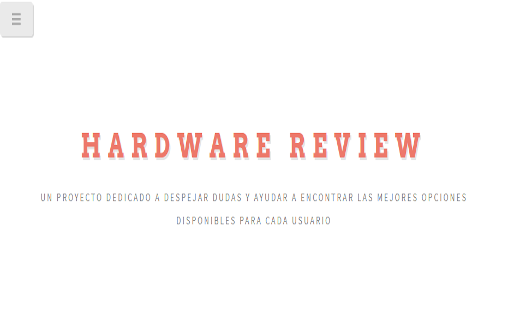 HARDWARE REVIEW
UN PROYECTO DEDICADO A DESPEJAR DUDAS Y AYUDAR A ENCONTRAR LAS MEJORES OPCIONES
DISPONIBLES PARA CADA USUARIO